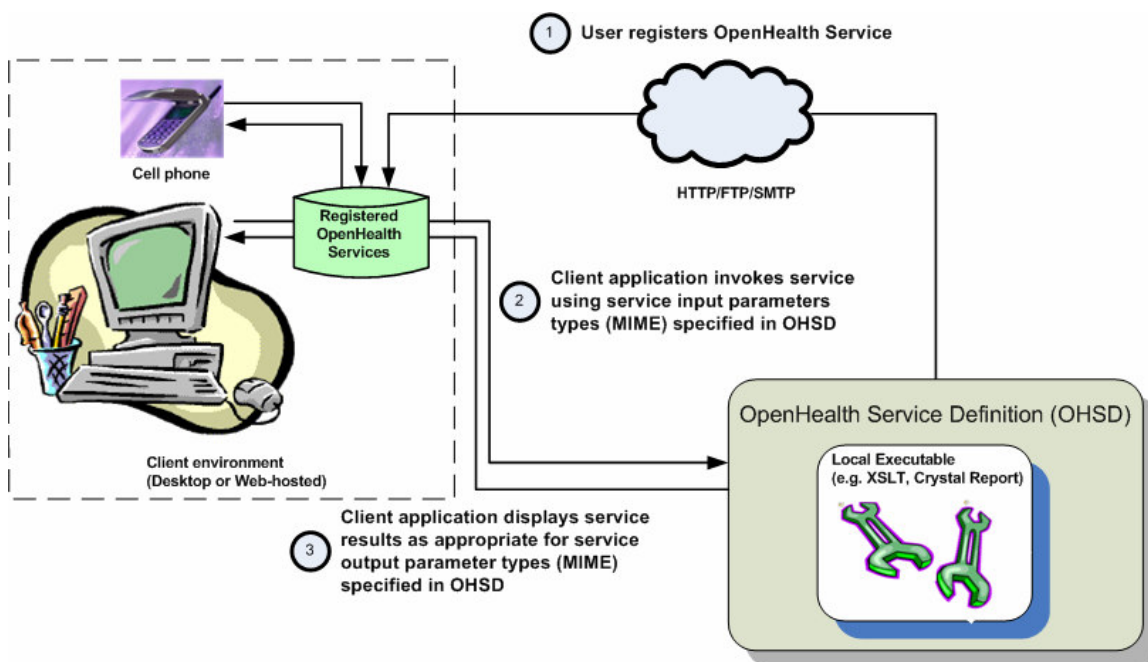 1
User registers OpenHealth Service
Cell phone
HTTP/FTP/SMTP
Registered
OpenHealth
Services
2
Client application invokes service
using service input parameters
types (MIME) specified in OHSD
Client environment
(Desktop or Web-hosted)
OpenHealth Service Definition (OHSD)
Local Executable
(e.g. XSLT, Crystal Report)
3
Client application displays service
results as appropriate for service
output parameter types (MIME)
specified in OHSD